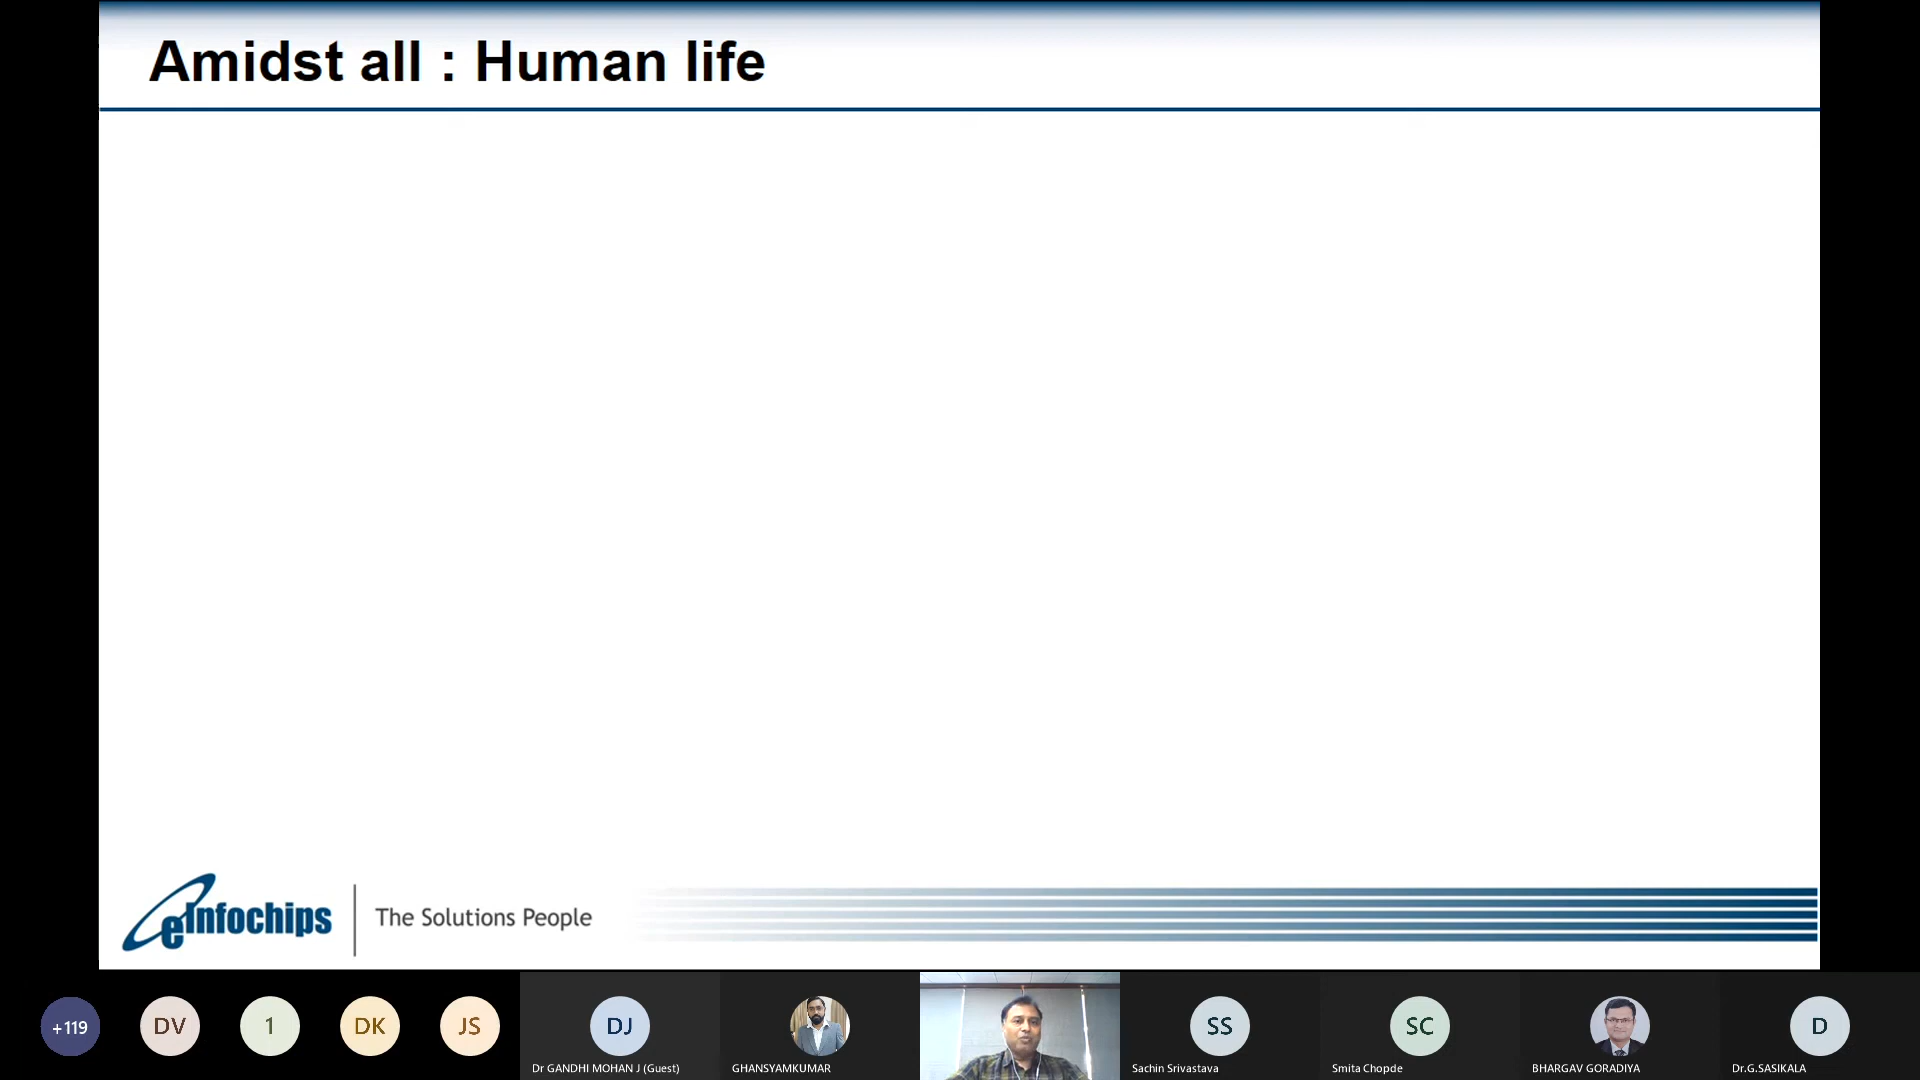 Amidst all : Human life
eInfochips
The Solutions People
+119
DV
1
DK
JS
DJ
SS
SC
D
Dr GANDHI MOHAN J (Guest)
GHANSYAMKUMAR
Sachin Srivastava
Smita Chopde
BHARGAV GORADIYA
Dr.G.SASIKALA